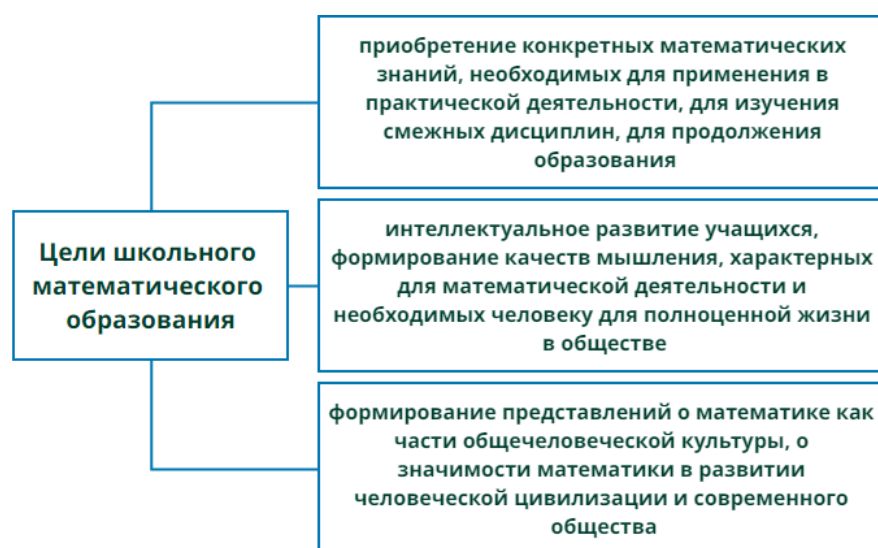 Цели школьного
математического
образования
приобретение конкретных математических
знаний, необходимых для применения в
практической деятельности, для изучения
смежных дисциплин, для продолжения
образования
интеллектуальное развитие учащихся,
формирование качеств мышления, характерных
для математической деятельности и
необходимых человеку для полноценной жизни
в обществе
формирование представлений о математике как
части общечеловеческой культуры, о
значимости математики в развитии
человеческой цивилизации и современного
общества